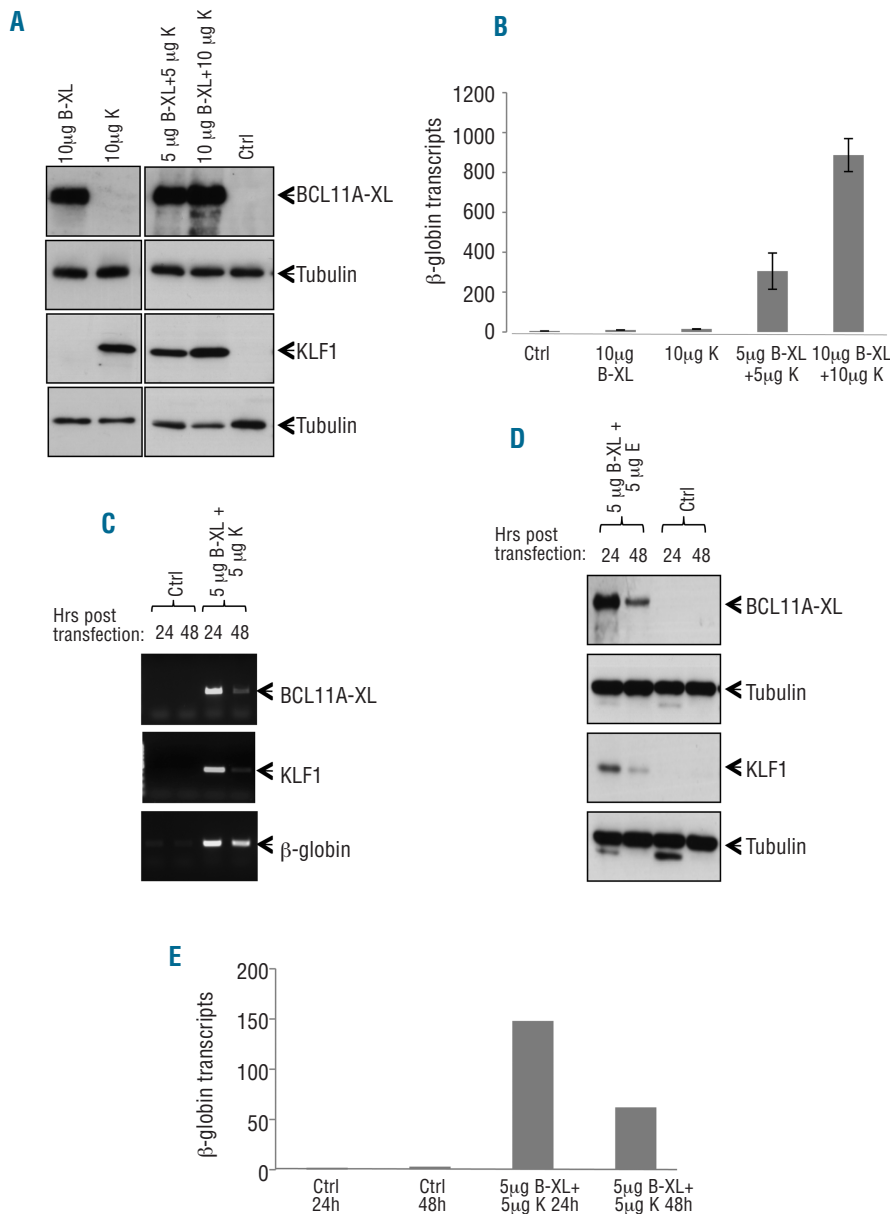 A
10µg B-XL
10µg K
5 µg B-XL+5 µg K
10 µg B-XL+10 µg K
Ctrl
BCL11A-XL
Tubulin
KLF1
Tubulin
B
β-globin transcripts
1200
1000
800
600
400
200
0
Ctrl
10µg
B-XL
10µg K
5µg B-XL
+5µg K
10µg B-XL
+10µg K
C
Ctrl
5 µg B-XL +
5 µg K
Hrs post
transfection:
24 48 24 48
BCL11A-XL
KLF1
β-globin
D
5 µg B-XL +
5 µg E
Ctrl
Hrs post
transfection:
24 48 24 48
BCL11A-XL
Tubulin
KLF1
Tubulin
E
β-globin transcripts
200
150
100
50
0
Ctrl
24h
Ctrl
48h
5µg B-XL+
5µg K 24h
5µg B-XL+
5µg K 48h